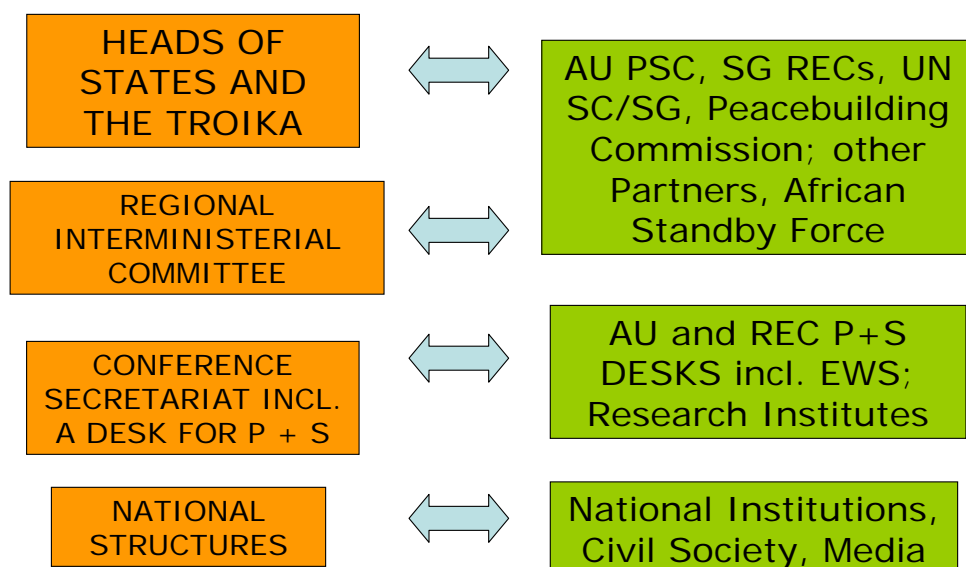 HEADS OF
STATES AND
THE TROIKA
AU PSC, SG RECs, UN
SC/SG, Peacebuilding
Commission; other
Partners, African
Standby Force
REGIONAL
INTERMINISTERIAL
COMMITTEE
CONFERENCE
SECRETARIAT INCL.
A DESK FOR P + S
AU and REC P+S
DESKS incl. EWS;
Research Institutes
NATIONAL
STRUCTURES
National Institutions,
Civil Society, Media